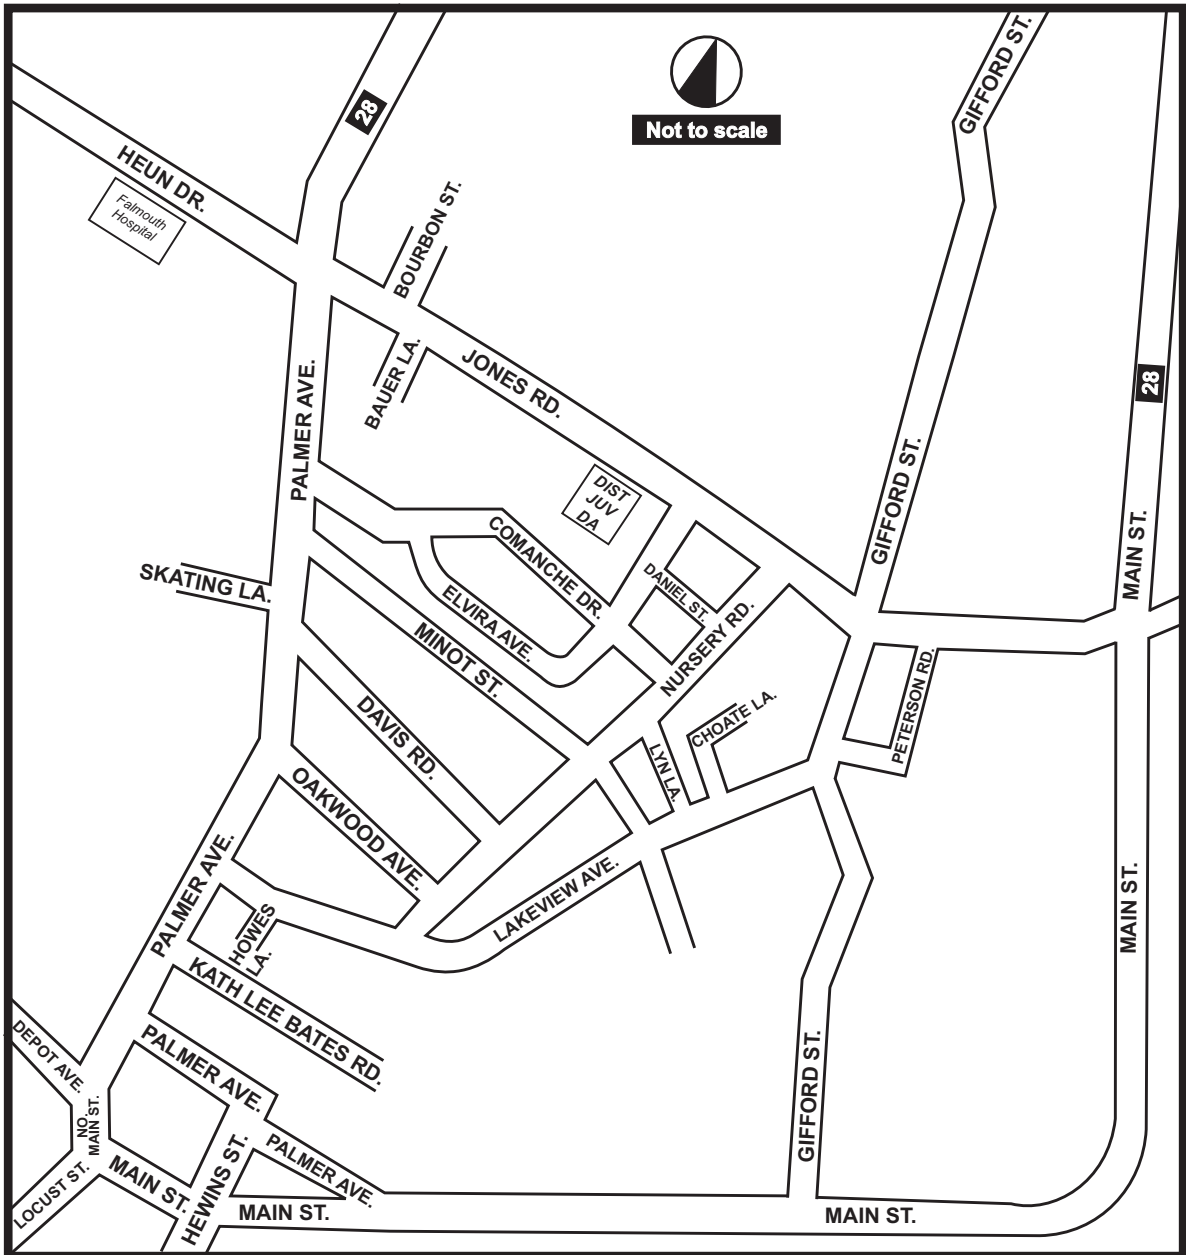 GIFFORD ST.
28
Not to scale
HEUN DR.
Falmouth
Hospital
BOURBON ST.
BAUER LA.
JONES RD.
PALMER AVE.
28
GIFFORD ST.
DIST
JUV
DA
COMANCHE DR.
MAIN ST.
SKATING LA.
DANIEL ST.
ELVIRA AVE.
NURSERY RD.
MINOT ST.
PETERSON RD.
CHOATE LA.
DAVIS RD.
LYN LA.
OAKWOOD AVE.
PALMER AVE.
LAKEVIEW AVE.
MAIN ST.
HOWES
LA.
KATH LEE BATES RD.
DEPOT AVE.
PALMER AVE.
NO.
MAIN ST.
GIFFORD ST.
PALMER AVE.
LOCUST ST.
MAIN ST.
HEWINS ST.
MAIN ST.
MAIN ST.